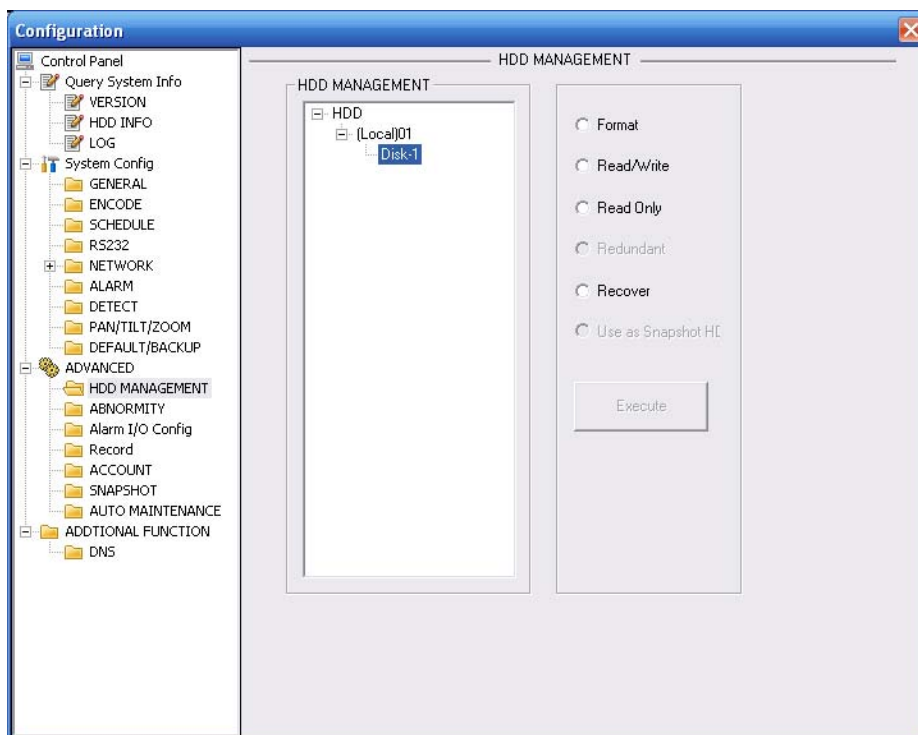 Configuration
Control Panel
Query System Info
VERSION
HDD INFO
LOG
System Config
GENERAL
ENCODE
SCHEDULE
RS232
NETWORK
ALARM
DETECT
PAN/TILT/ZOOM
DEFAULT/BACKUP
ADVANCED
HDD MANAGEMENT
ABNORMITY
Alarm I/O Config
Record
ACCOUNT
SNAPSHOT
AUTO MAINTENANCE
ADDTIONAL FUNCTION
DNS
HDD MANAGEMENT
HDD MANAGEMENT
HDD
(Local)01
Disk-1
Format
Read/Write
Read Only
Redundant
Recover
Use as Snapshot HD
Execute